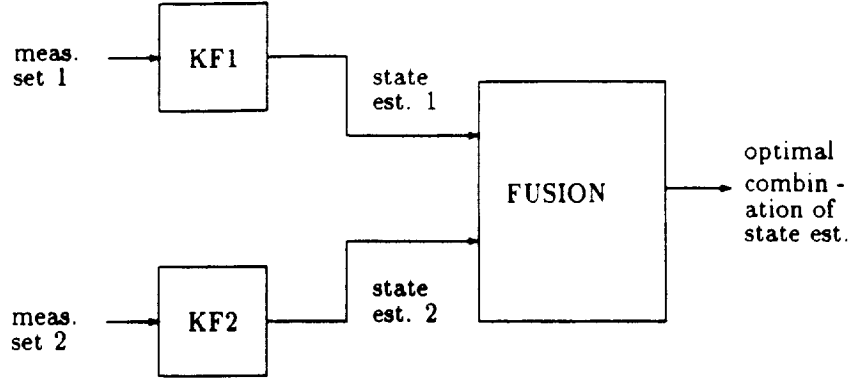 meas.
set 1
KF1
state
est. 1
FUSION
optimal
combin -
ation of
state est.
meas.
set 2
KF2
state
est. 2